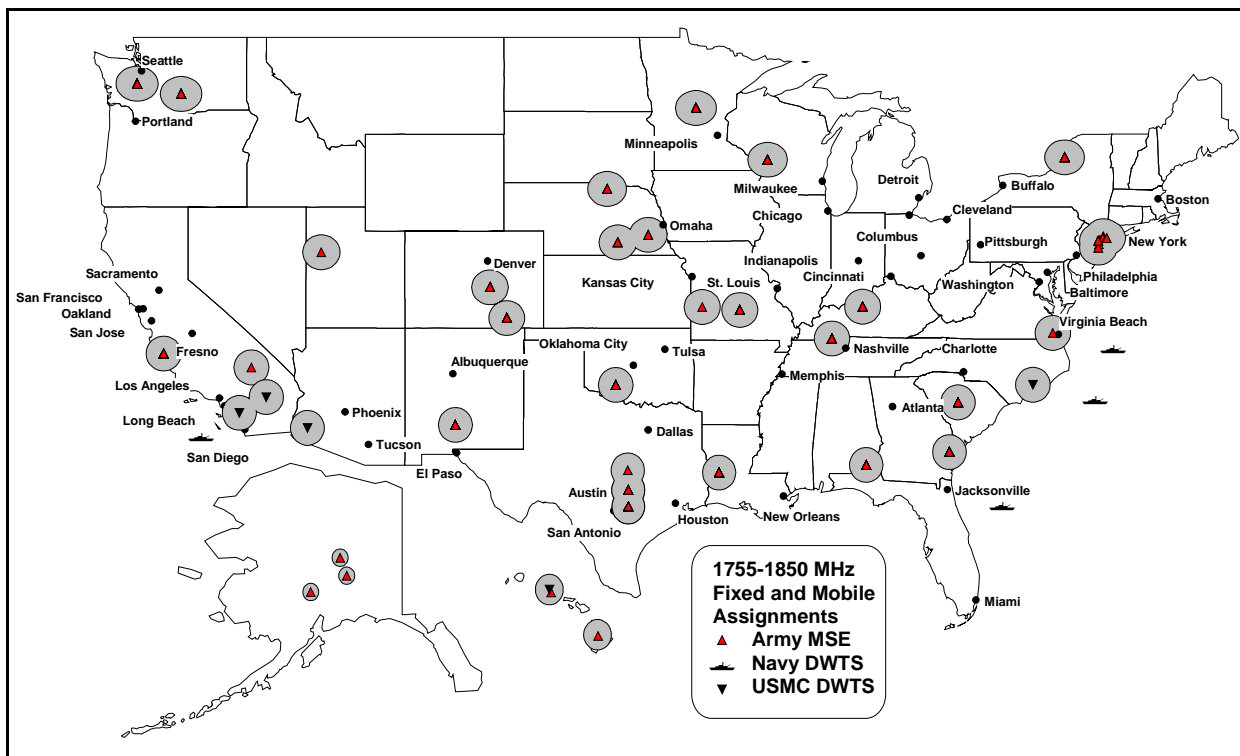 Seattle
Portland
Minneapolis
Milwaukee
Detroit
Buffalo
Boston
Chicago
Cleveland
Omaha
Columbus
Pittsburgh
New York
Denver
Indianapolis
Sacramento
Kansas City
St. Louis
Cincinnati
Washington
Philadelphia
Baltimore
San Francisco
Oakland
San Jose
Virginia Beach
Fresno
Oklahoma City
Tulsa
Nashville
Charlotte
Albuquerque
Los Angeles
Memphis
Phoenix
Atlanta
Long Beach
Dallas
Tucson
San Diego
El Paso
Austin
Jacksonville
Houston
New Orleans
San Antonio
Miami
1755-1850 MHz
Fixed and Mobile
Assignments
Army MSE
Navy DWTS
USMC DWTS